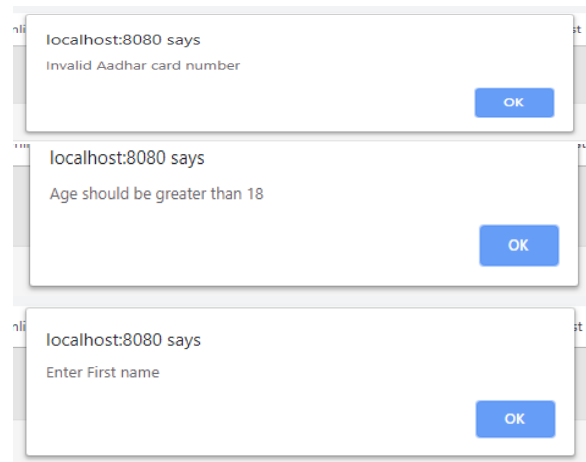 localhost:8080 says
Invalid Aadhar card number
OK
localhost:8080 says
Age should be greater than 18
OK
localhost:8080 says
Enter First name
OK